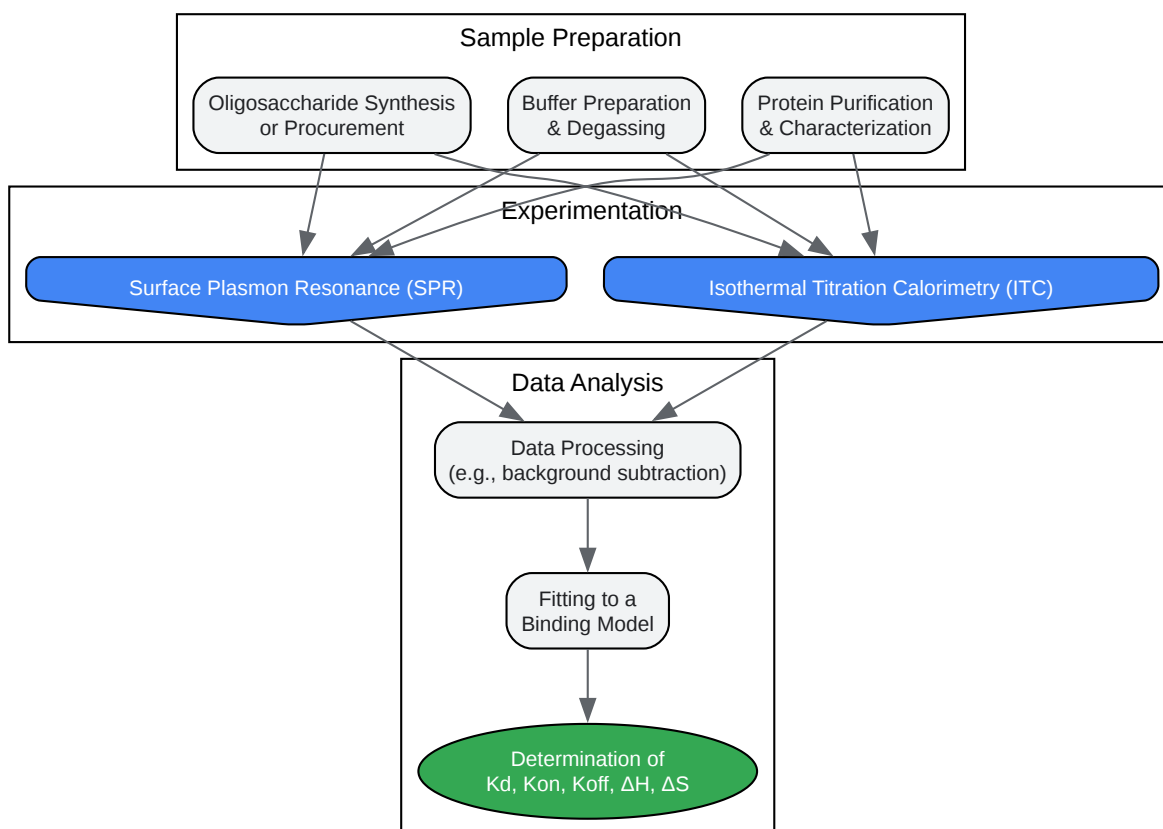 Sample Preparation
Oligosaccharide Synthesis
or Procurement
Buffer Preparation
& Degassing
Protein Purification
& Characterization
Experimentation
Surface Plasmon Resonance (SPR)
Isothermal Titration Calorimetry (ITC)
Data Analysis
Data Processing
(e.g., background subtraction)
Fitting to a
Binding Model
Determination of
Kd, Kon, Koff, ΔH, ΔS